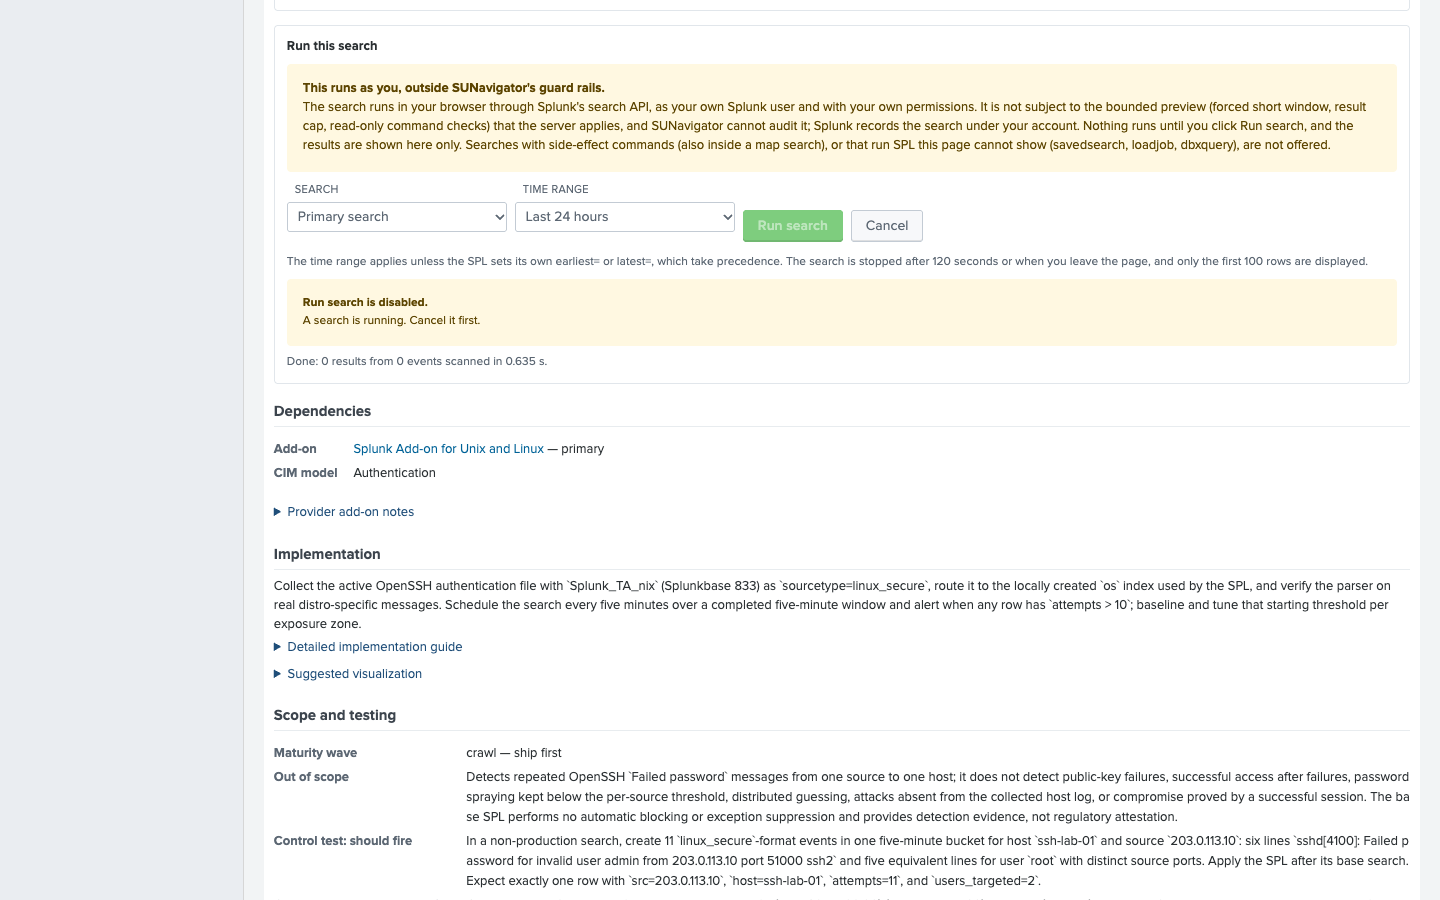 Run this search
This runs as you, outside SUNavigator's guard rails.
The search runs in your browser through Splunk's search API, as your own Splunk user and with your own permissions. It is not subject to the bounded preview (forced short window, result
cap, read-only command checks) that the server applies, and SUNavigator cannot audit it; Splunk records the search under your account. Nothing runs until you click Run search, and the
results are shown here only. Searches with side-effect commands (also inside a map search), or that run SPL this page cannot show (savedsearch, loadjob, dbxquery), are not offered.
SEARCH TIME RANGE
Primary search Last 24 hours Run search Cancel
The time range applies unless the SPL sets its own earliest= or latest=, which take precedence. The search is stopped after 120 seconds or when you leave the page, and only the first 100 rows are displayed.
Run search is disabled.
A search is running. Cancel it first.
Done: 0 results from 0 events scanned in 0.635 s.
Dependencies
Add-on Splunk Add-on for Unix and Linux — primary
CIM model Authentication
Provider add-on notes
Implementation
Collect the active OpenSSH authentication file with `Splunk_TA_nix` (Splunkbase 833) as `sourcetype=linux_secure`, route it to the locally created `os` index used by the SPL, and verify the parser on
real distro-specific messages. Schedule the search every five minutes over a completed five-minute window and alert when any row has `attempts > 10`; baseline and tune that starting threshold per
exposure zone.
Detailed implementation guide
Suggested visualization
Scope and testing
Maturity wave crawl — ship first
Out of scope Detects repeated OpenSSH `Failed password` messages from one source to one host; it does not detect public-key failures, successful access after failures, password
spraying kept below the per-source threshold, distributed guessing, attacks absent from the collected host log, or compromise proved by a successful session. The ba
se SPL performs no automatic blocking or exception suppression and provides detection evidence, not regulatory attestation.
Control test: should fire In a non-production search, create 11 `linux_secure`-format events in one five-minute bucket for host `ssh-lab-01` and source `203.0.113.10`: six lines `sshd[4100]: Failed p
assword for invalid user admin from 203.0.113.10 port 51000 ssh2` and five equivalent lines for user `root` with distinct source ports. Apply the SPL after its base search.
Expect exactly one row with `src=203.0.113.10`, `host=ssh-lab-01`, `attempts=11`, and `users_targeted=2`.